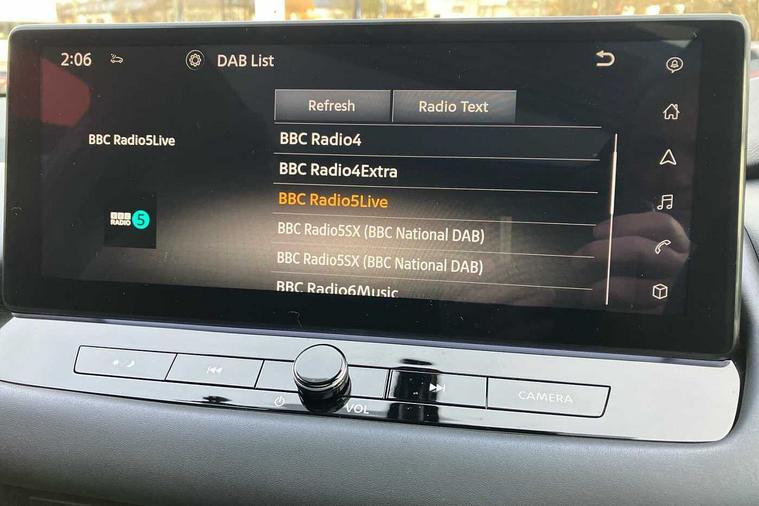 2:06
DAB List
Refresh
Radio Text
BBC Radio5Live
BBC Radio4
BBC Radio4Extra
BBC Radio5Live
BBC Radio5SX (BBC National DAB)
BBC Radio5SX (BBC National DAB)
BBC Radio6Music
BBC
RADIO 5
VOL
CAMERA